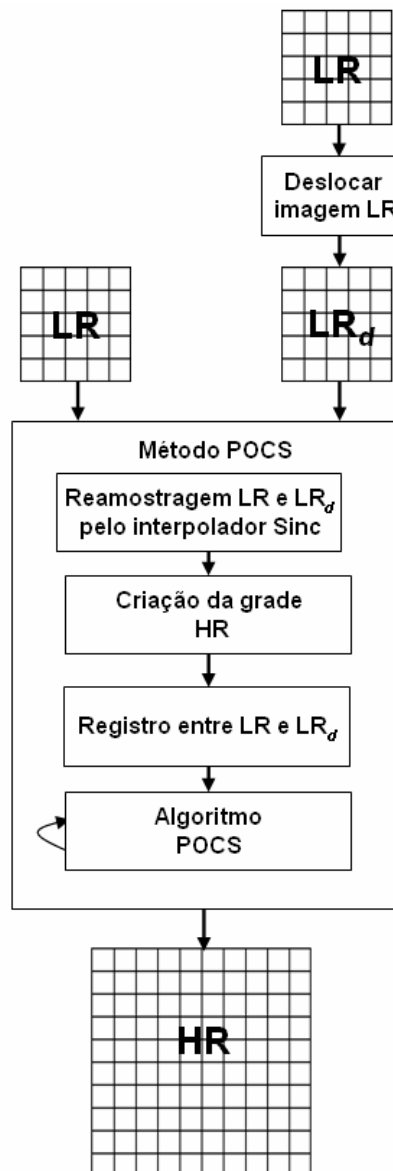 LR
Deslocar
imagem LR
LR
LRd
Método POCS
Reamostragem LR e LRd
pelo interpolador Sinc
Criação da grade
HR
Registro entre LR e LRd
Algoritmo
POCS
HR